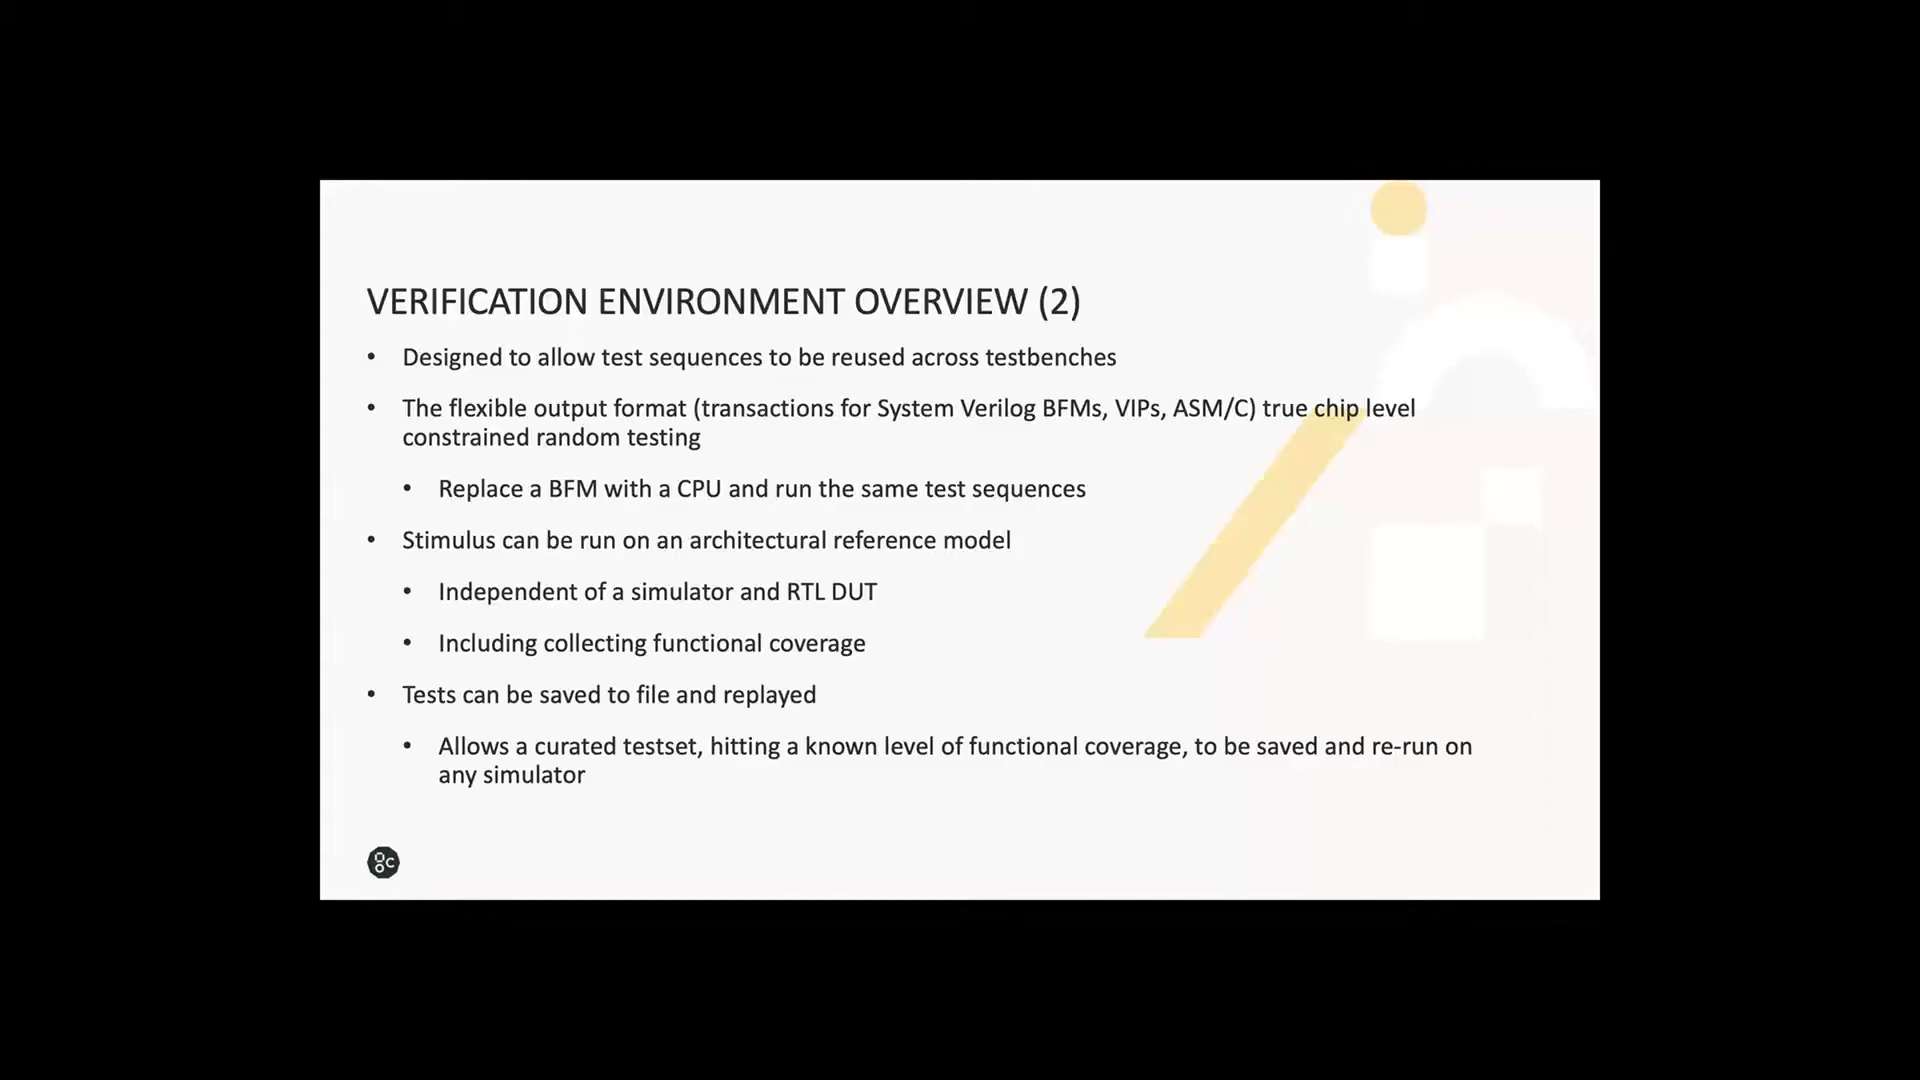 VERIFICATION ENVIRONMENT OVERVIEW (2)
• Designed to allow test sequences to be reused across testbenches
• The flexible output format (transactions for System Verilog BFMs, VIPs, ASM/C) true chip level
constrained random testing
• Replace a BFM with a CPU and run the same test sequences
• Stimulus can be run on an architectural reference model
• Independent of a simulator and RTL DUT
• Including collecting functional coverage
• Tests can be saved to file and replayed
• Allows a curated testset, hitting a known level of functional coverage, to be saved and re-run on
any simulator
gc